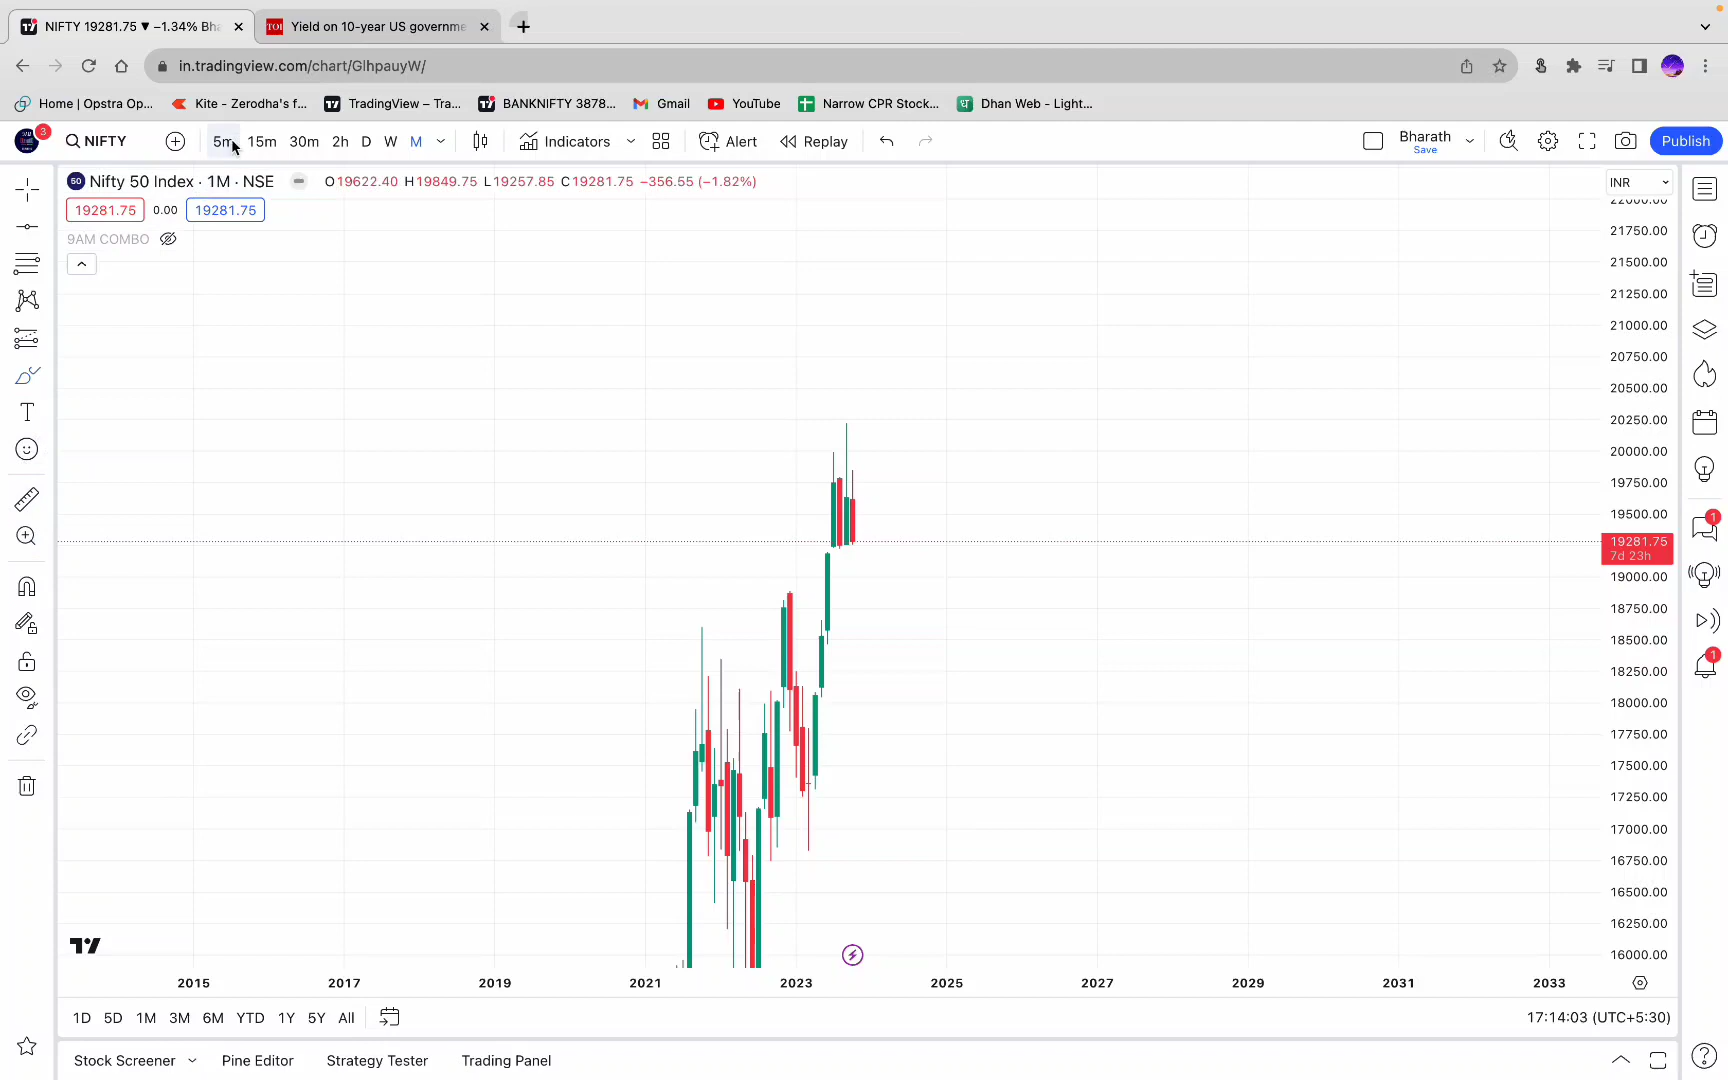 NIFTY 19281.75 ▼ −1.34% Bha
TOI Yield on 10-year US governme
in.tradingview.com/chart/GlhpauyW/
Home | Opstra Op...
Kite - Zerodha's f...
TradingView – Tra...
BANKNIFTY 3878...
Gmail
YouTube
Narrow CPR Stock...
Dhan Web - Light...
3
NIFTY
5m 15m 30m 2h D W M
Indicators
Alert
Replay
Bharath
Save
Publish
50 Nifty 50 Index · 1M · NSE
O19622.40 H19849.75 L19257.85 C19281.75 −356.55 (−1.82%)
INR
19281.75 0.00 19281.75
9AM COMBO
22000.00
21750.00
21500.00
21250.00
21000.00
20750.00
20500.00
20250.00
20000.00
19750.00
19500.00
19281.75
7d 23h
19000.00
18750.00
18500.00
18250.00
18000.00
17750.00
17500.00
17250.00
17000.00
16750.00
16500.00
16250.00
16000.00
1
1
2015 2017 2019 2021 2023 2025 2027 2029 2031 2033
1D 5D 1M 3M 6M YTD 1Y 5Y All
17:14:03 (UTC+5:30)
Stock Screener
Pine Editor
Strategy Tester
Trading Panel